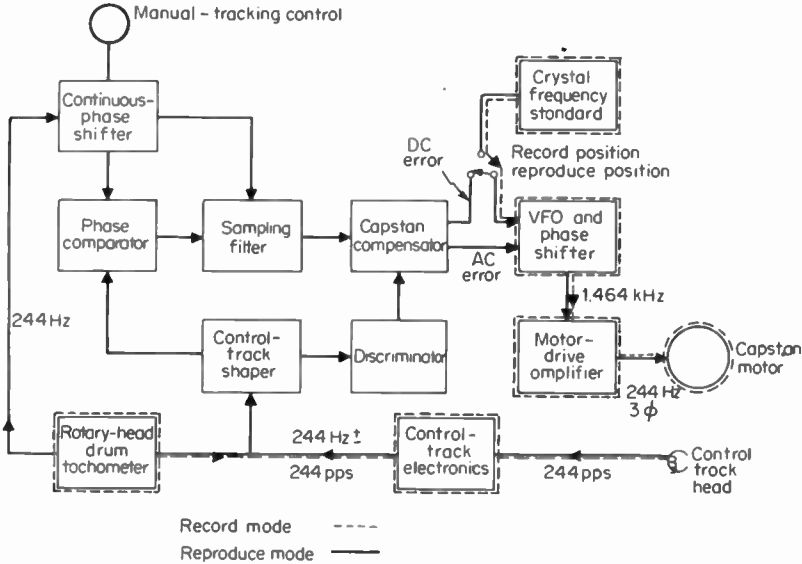 Manual-tracking control
Continuous-
phase
shifter
Crystal
frequency
standard
DC
error
Record position
reproduce position
Phase
comparator
Sampling
filter
Capstan
compensator
VFO and
phase
shifter
AC
error
1.464 kHz
244 Hz
Control-
track
shaper
Discriminator
Motor-
drive
omplifier
Capstan
motor
244 Hz
3 ϕ
Rotary-head
drum
tochometer
244 Hz ±
244 pps
Control-
track
electronics
244 pps
Control
trock
head
Record mode
Reproduce mode